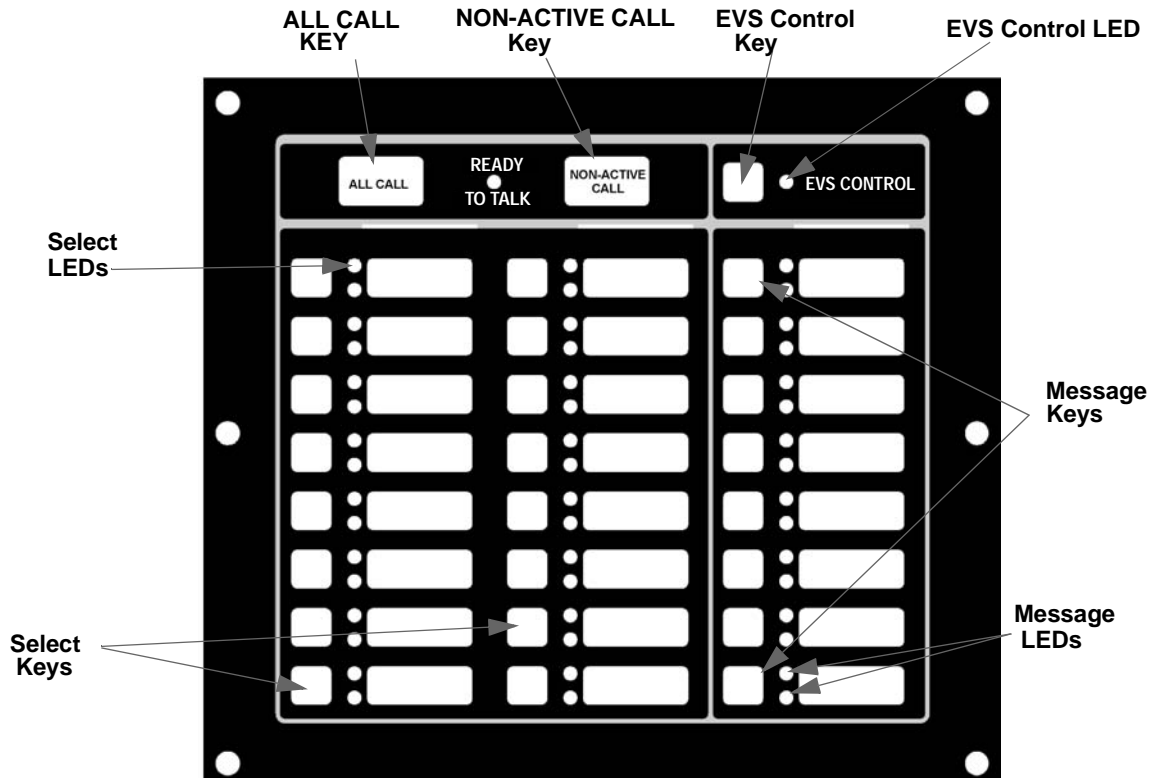 ALL CALL
KEY
NON-ACTIVE CALL
Key
EVS Control
Key
EVS Control LED
ALL CALL
READY
TO TALK
NON-ACTIVE
CALL
EVS CONTROL
Select
LEDs
Message
Keys
Select
Keys
Message
LEDs